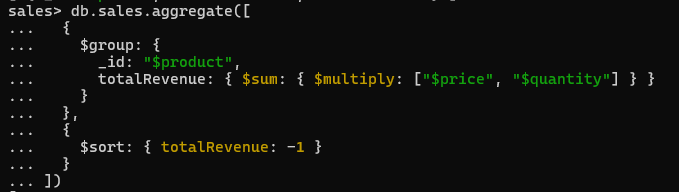 sales> db.sales.aggregate([
...   {
...     $group: {
...       _id: "$product",
...       totalRevenue: { $sum: { $multiply: ["$price", "$quantity"] } }
...     }
...   },
...   {
...     $sort: { totalRevenue: -1 }
...   }
... ])